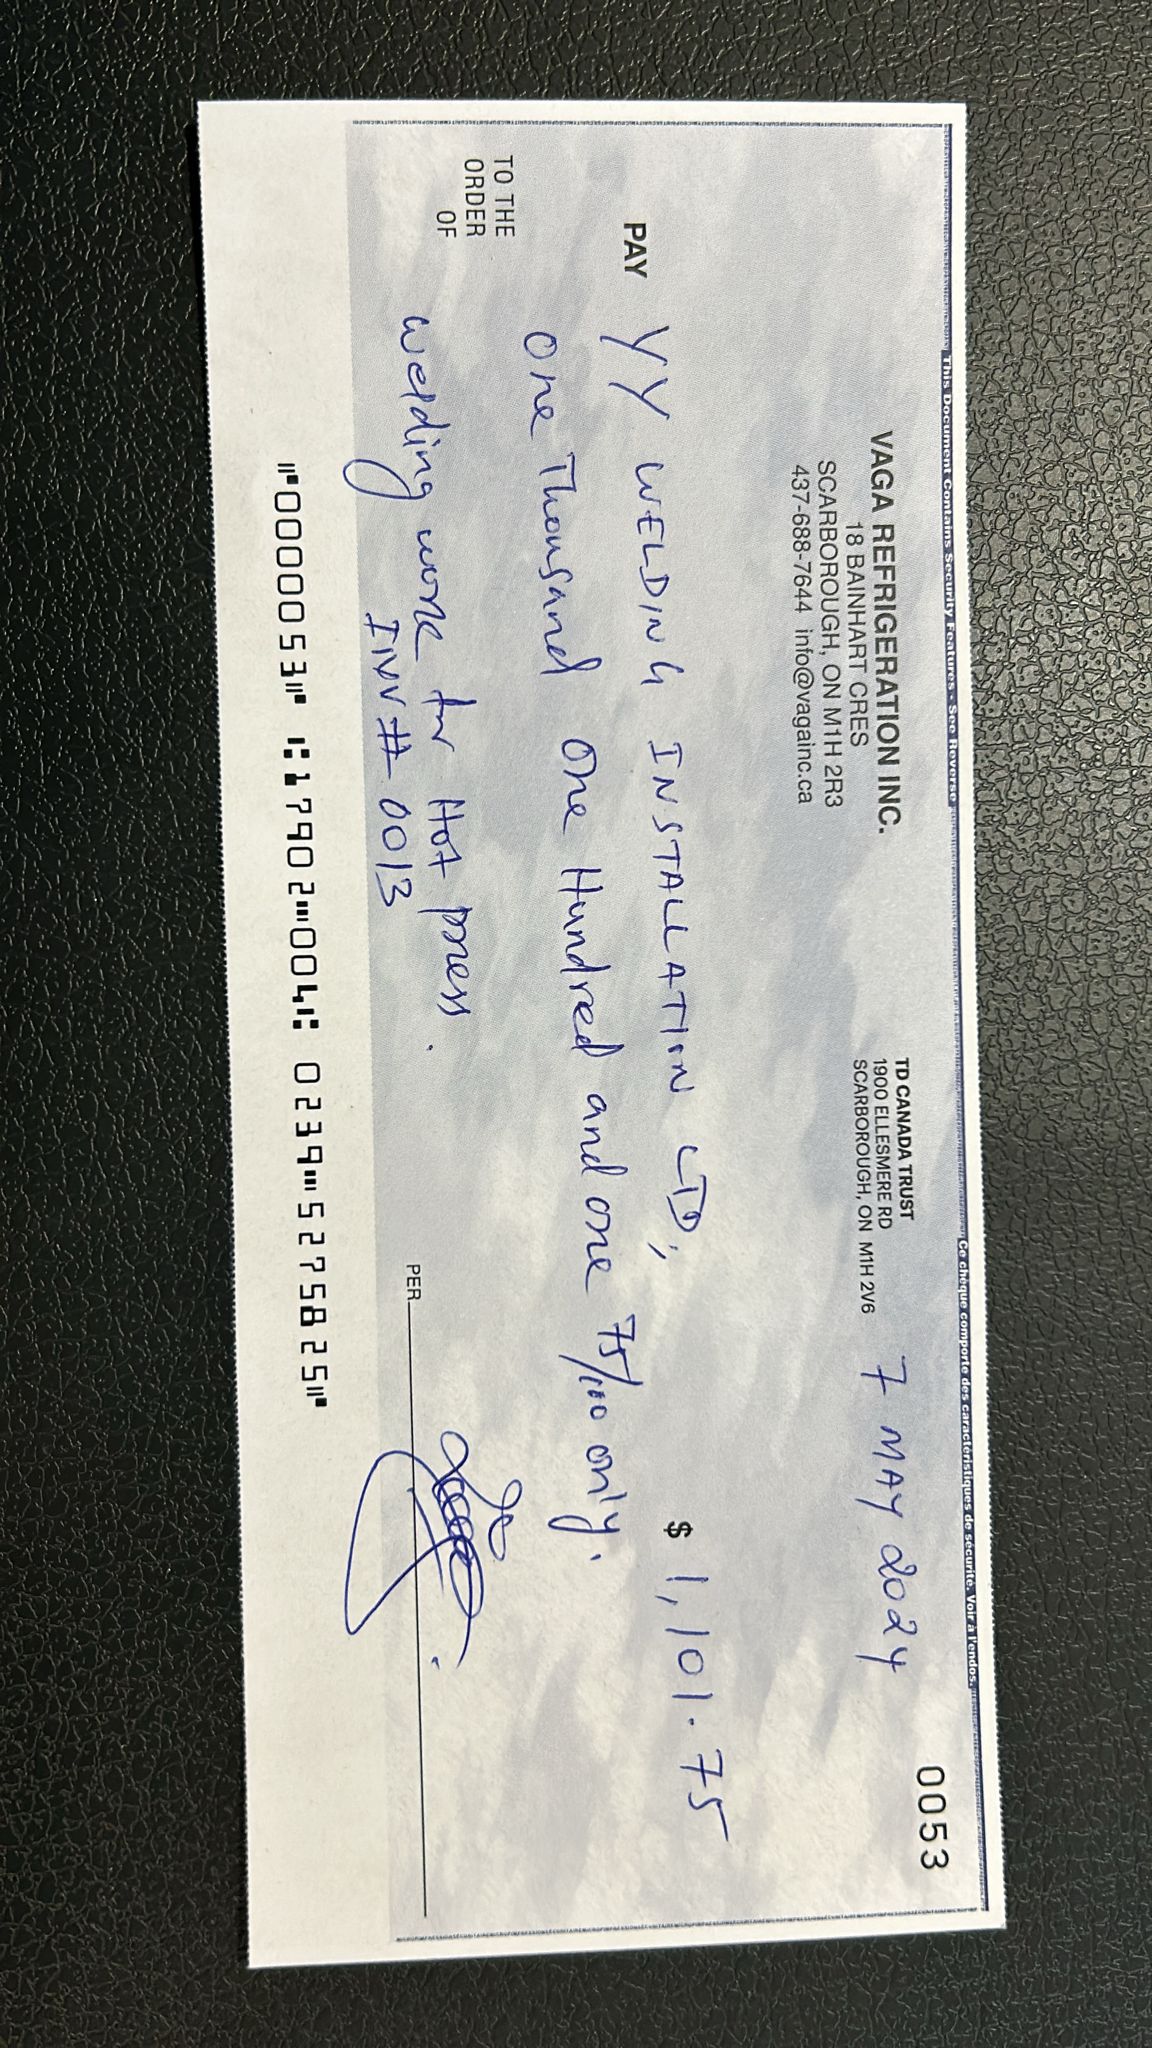 This Document Contains Security Features - See Reverse
Ce chèque comporte des caractéristiques de sécurité. Voir à l'endos.
0053
VAGA REFRIGERATION INC.
18 BAINHART CRES
SCARBOROUGH, ON M1H 2R3
437-688-7644 info@vagainc.ca
TD CANADA TRUST
1900 ELLESMERE RD
SCARBOROUGH, ON M1H 2V6
7 MAY 2024
PAY YY WELDING INSTALLATION LTD; $ 1,101.75
one Thousand one Hundred and one 75/100 only.
TO THE
ORDER
OF
welding work for Hot press.
INV# 0013
PER
⑈000053⑈ ⑆17902⑉004⑆ 0239⑉5275825⑈